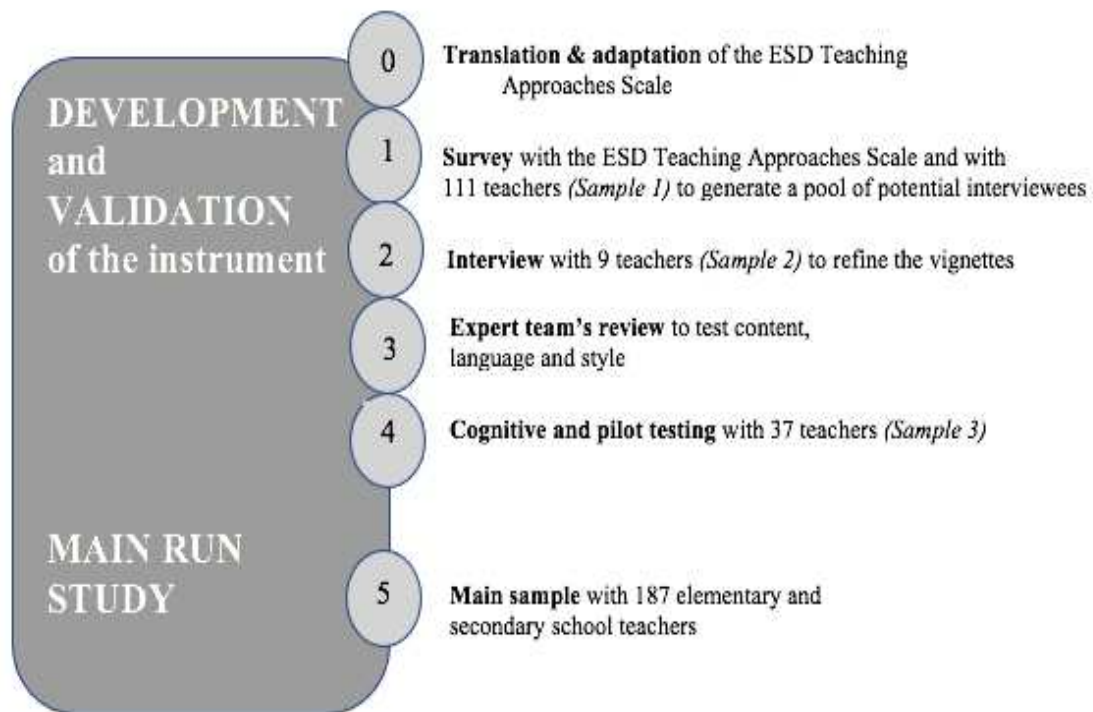 DEVELOPMENT
and
VALIDATION
of the instrument
0
Translation & adaptation of the ESD Teaching
Approaches Scale
1
Survey with the ESD Teaching Approaches Scale and with
111 teachers (Sample 1) to generate a pool of potential interviewees
2
Interview with 9 teachers (Sample 2) to refine the vignettes
3
Expert team's review to test content,
language and style
4
Cognitive and pilot testing with 37 teachers (Sample 3)
MAIN RUN
STUDY
5
Main sample with 187 elementary and
secondary school teachers